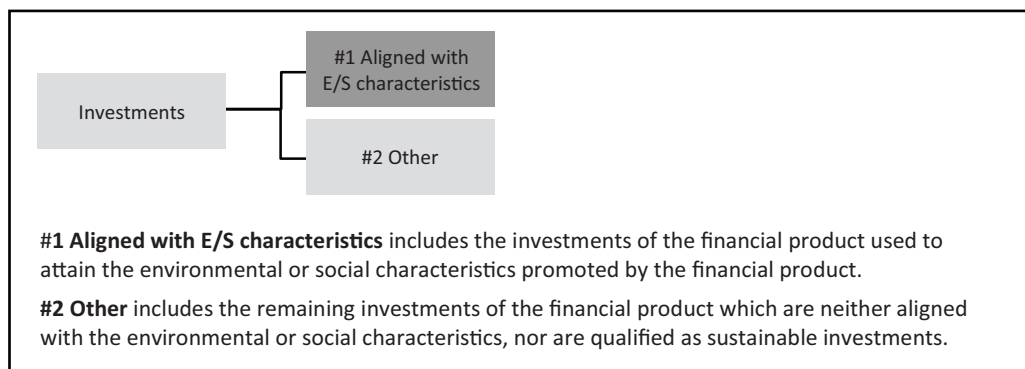 #1 Aligned with
E/S characteristics
Investments
#2 Other
#1 Aligned with E/S characteristics includes the investments of the financial product used to
attain the environmental or social characteristics promoted by the financial product.
#2 Other includes the remaining investments of the financial product which are neither aligned
with the environmental or social characteristics, nor are qualified as sustainable investments.